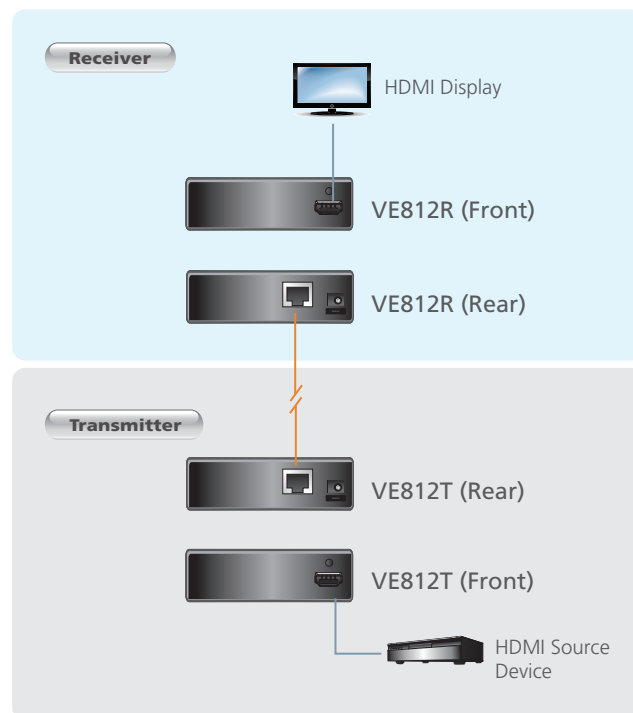 Receiver
HDMI Display
VE812R (Front)
VE812R (Rear)
Transmitter
VE812T (Rear)
VE812T (Front)
HDMI Source
Device